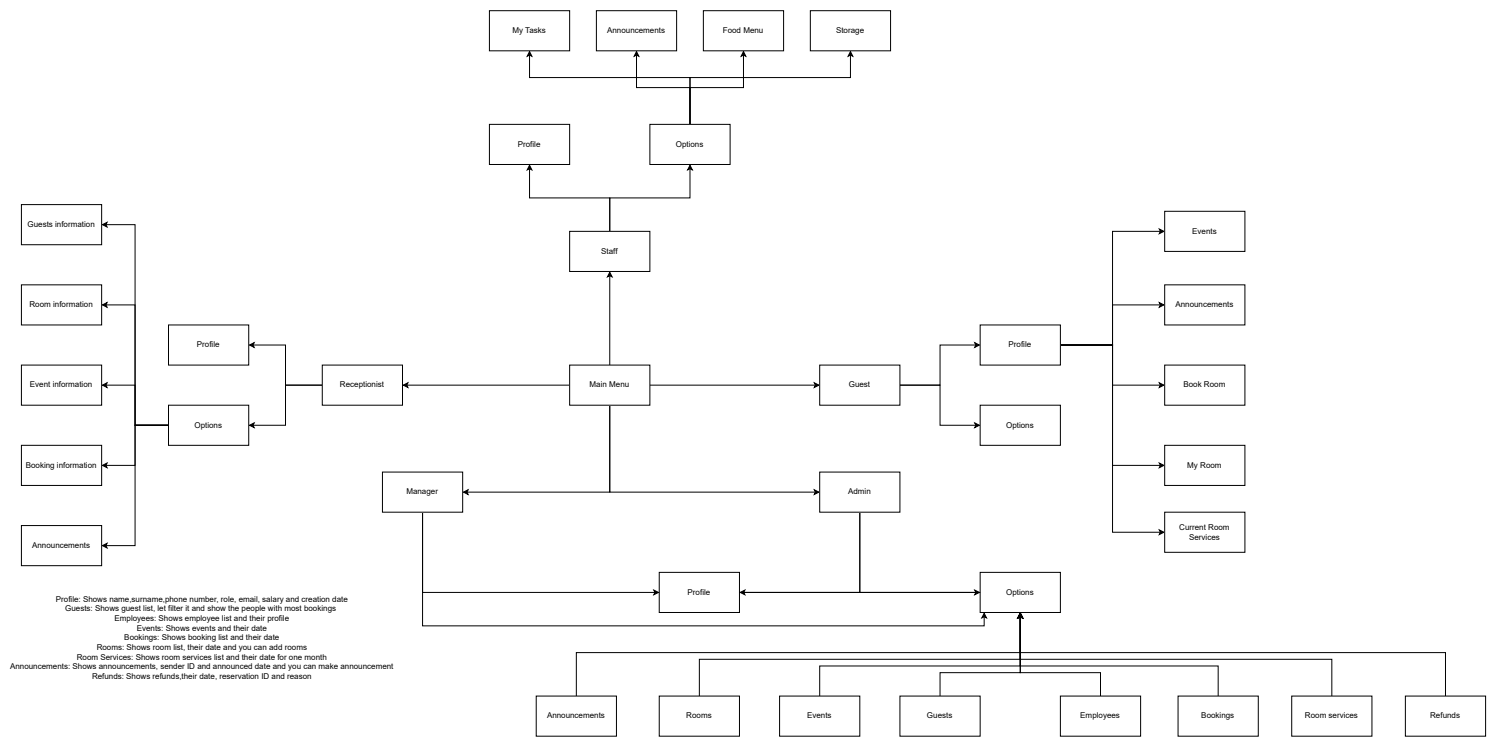 My Tasks
Announcements
Food Menu
Storage
Profile
Options
Staff
Guests information
Room information
Event information
Booking information
Announcements
Profile
Options
Receptionist
Main Menu
Guest
Profile
Options
Events
Announcements
Book Room
My Room
Current Room
Services
Manager
Admin
Profile
Options
Profile: Shows name,surname,phone number, role, email, salary and creation date
Guests: Shows guest list, let filter it and show the people with most bookings
Employees: Shows employee list and their profile
Events: Shows events and their date
Bookings: Shows booking list and their date
Rooms: Shows room list, their date and you can add rooms
Room Services: Shows room services list and their date for one month
Announcements: Shows announcements, sender ID and announced date and you can make announcement
Refunds: Shows refunds,their date, reservation ID and reason
Announcements
Rooms
Events
Guests
Employees
Bookings
Room services
Refunds